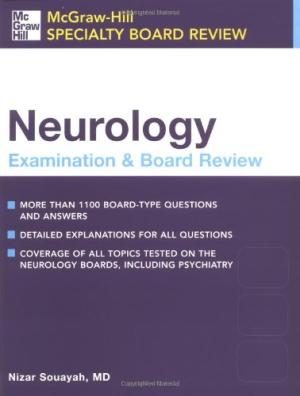 Mc
Graw
Hill
McGraw-Hill
SPECIALTY BOARD REVIEW
Neurology
Examination & Board Review
MORE THAN 1100 BOARD-TYPE QUESTIONS
AND ANSWERS
DETAILED EXPLANATIONS FOR ALL QUESTIONS
COVERAGE OF ALL TOPICS TESTED ON THE
NEUROLOGY BOARDS, INCLUDING PSYCHIATRY
Nizar Souayah, MD